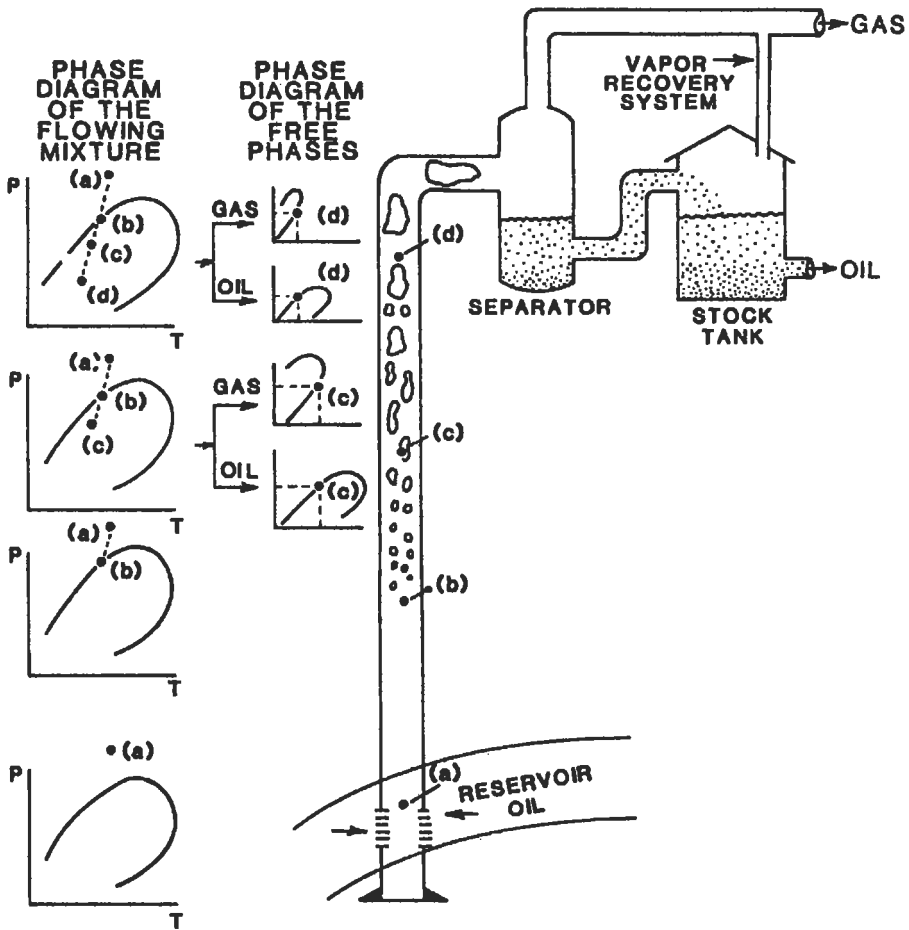 PHASE
DIAGRAM
OF THE
FLOWING
MIXTURE
PHASE
DIAGRAM
OF THE
FREE
PHASES
GAS
VAPOR
RECOVERY
SYSTEM
P
(a)
(b)
(c)
(d)
T
GAS
(d)
OIL
(d)
(d)
SEPARATOR
OIL
STOCK
TANK
P
(a)
(b)
(c)
T
GAS
(c)
OIL
(c)
(c)
P
(a)
(b)
T
(b)
P
(a)
T
(a)
RESERVOIR
OIL